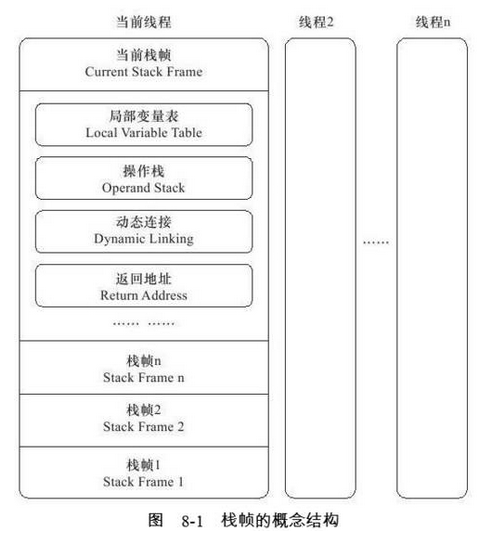 当前线程
线程2
线程n
当前栈帧
Current Stack Frame
局部变量表
Local Variable Table
操作栈
Operand Stack
动态连接
Dynamic Linking
返回地址
Return Address
…… ……
……
栈帧n
Stack Frame n
栈帧2
Stack Frame 2
栈帧1
Stack Frame 1
图 8-1 栈帧的概念结构